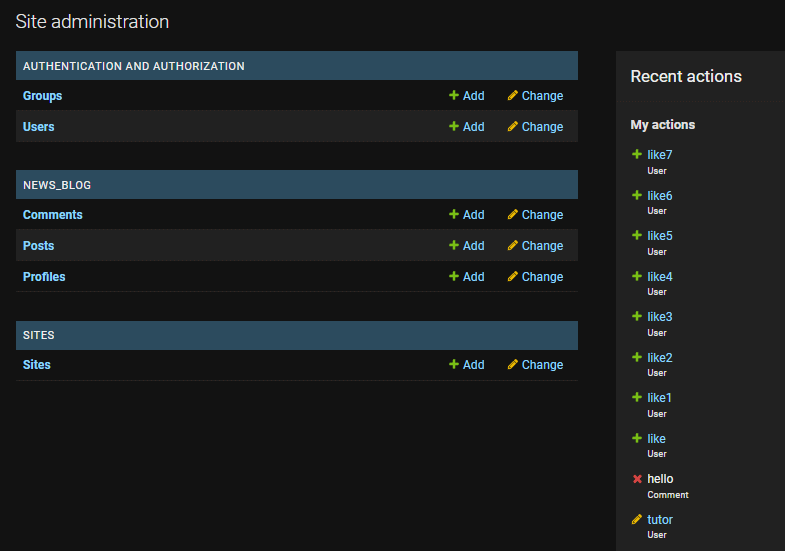 Site administration
AUTHENTICATION AND AUTHORIZATION
Groups Add Change
Users Add Change
NEWS_BLOG
Comments Add Change
Posts Add Change
Profiles Add Change
SITES
Sites Add Change
Recent actions
My actions
like7
User
like6
User
like5
User
like4
User
like3
User
like2
User
like1
User
like
User
hello
Comment
tutor
User